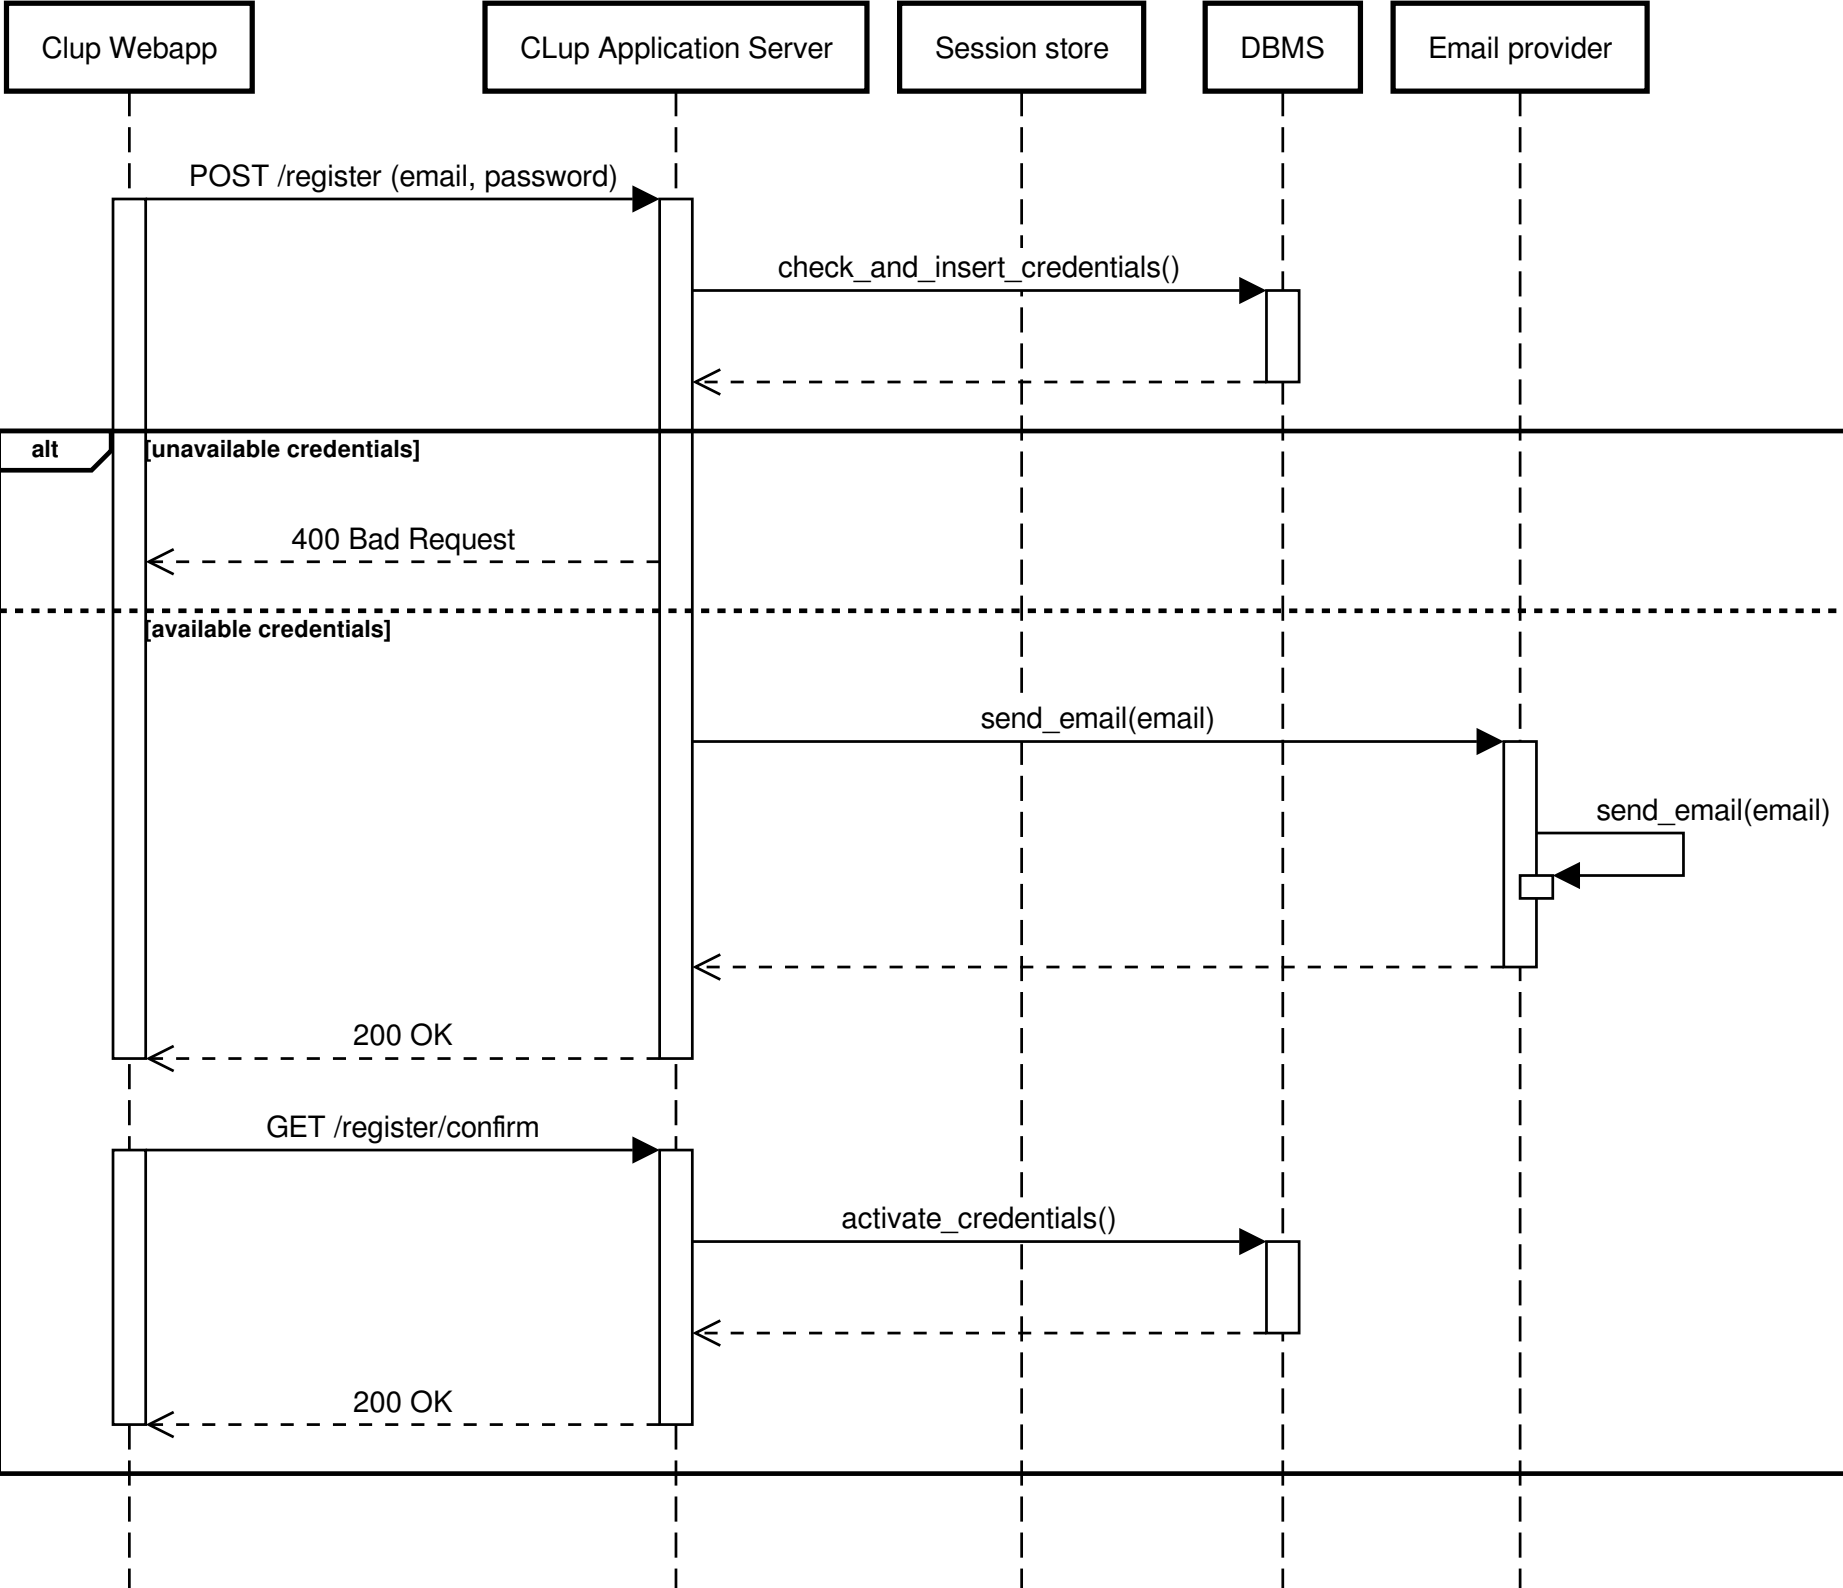 Clup Webapp
CLup Application Server
Session store
DBMS
Email provider
POST /register (email, password)
check_and_insert_credentials()
alt
[unavailable credentials]
400 Bad Request
[available credentials]
send_email(email)
send_email(email)
200 OK
GET /register/confirm
activate_credentials()
200 OK